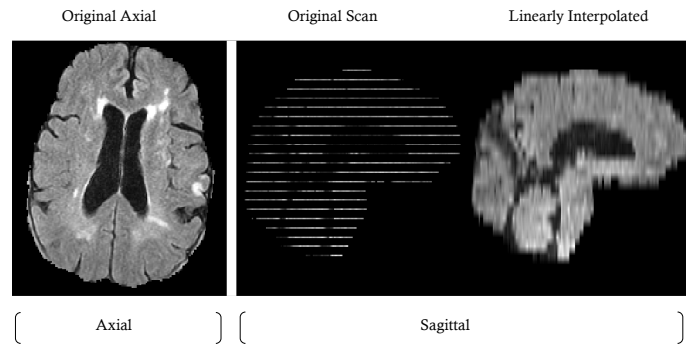 Original Axial
Original Scan
Linearly Interpolated
Axial
Sagittal